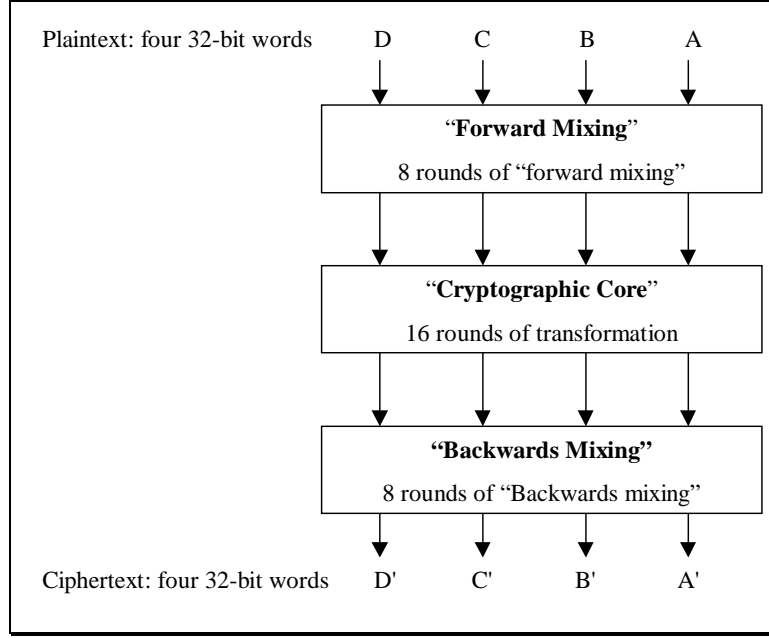 Plaintext: four 32-bit words D C B A
“Forward Mixing”
8 rounds of “forward mixing”
“Cryptographic Core”
16 rounds of transformation
“Backwards Mixing”
8 rounds of “Backwards mixing”
Ciphertext: four 32-bit words D' C' B' A'